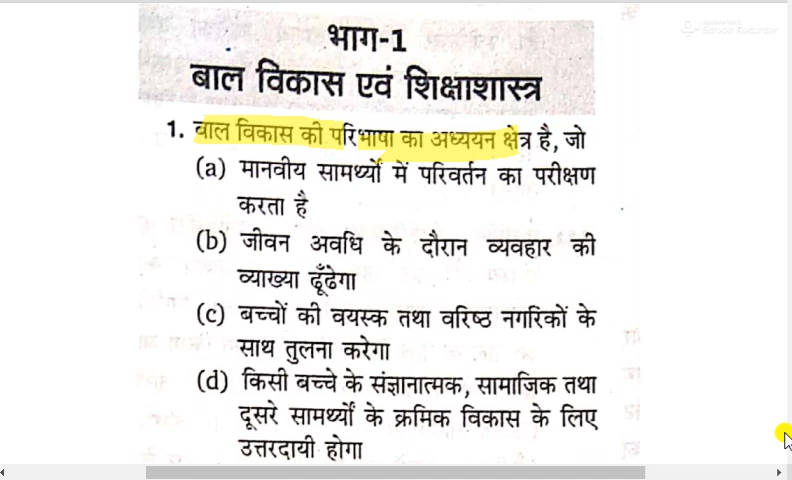 भाग-1
बाल विकास एवं शिक्षाशास्त्र
1. बाल विकास की परिभाषा का अध्ययन क्षेत्र है, जो
(a) मानवीय सामर्थ्यों में परिवर्तन का परीक्षण
करता है
(b) जीवन अवधि के दौरान व्यवहार की
व्याख्या ढूँढेगा
(c) बच्चों की वयस्क तथा वरिष्ठ नागरिकों के
साथ तुलना करेगा
(d) किसी बच्चे के संज्ञानात्मक, सामाजिक तथा
दूसरे सामर्थ्यों के क्रमिक विकास के लिए
उत्तरदायी होगा